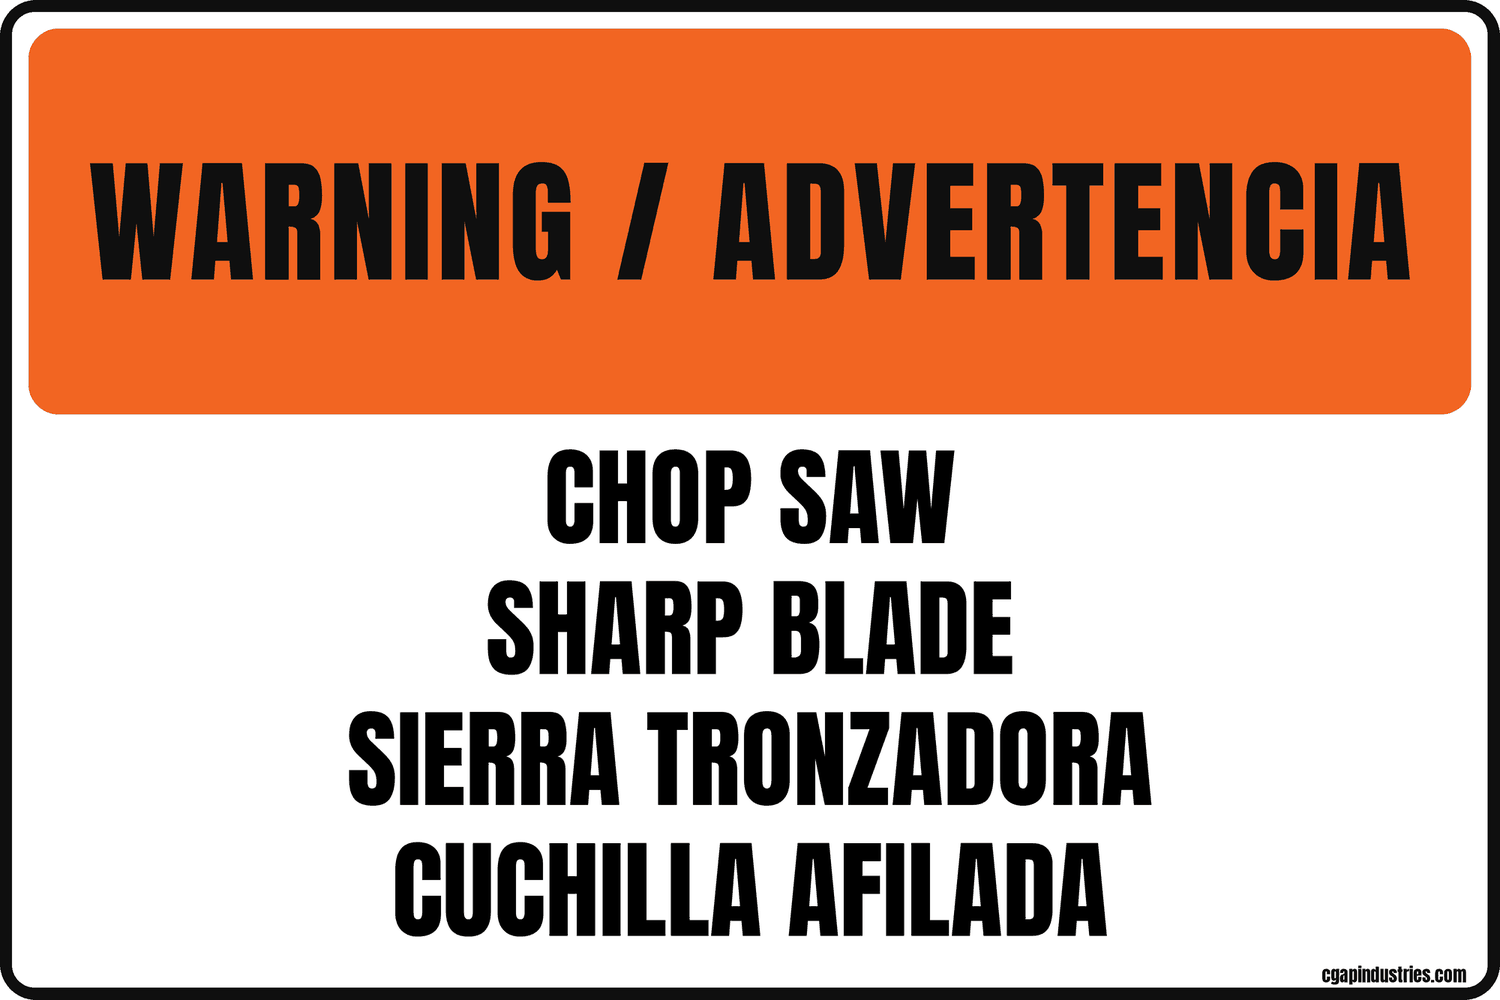 WARNING / ADVERTENCIA
CHOP SAW
SHARP BLADE
SIERRA TRONZADORA
CUCHILLA AFILADA
cgapindustries.com